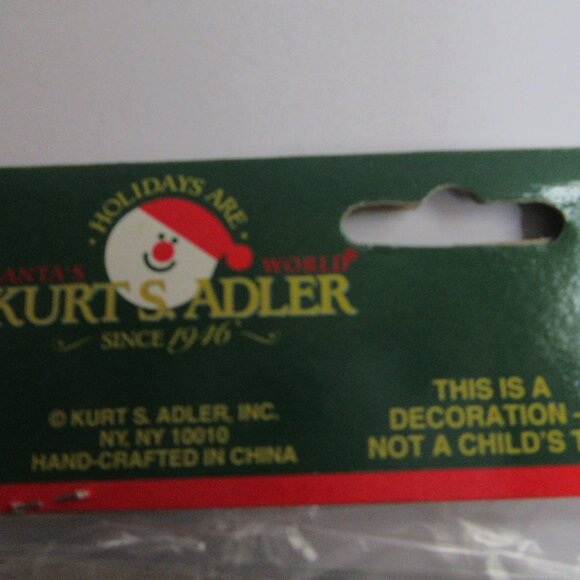 · HOLIDAYS ARE ·
SANTA'S WORLD®
KURT S. ADLER
SINCE 1946
© KURT S. ADLER, INC.
NY, NY 10010
HAND-CRAFTED IN CHINA
THIS IS A
DECORATION -
NOT A CHILD'S T